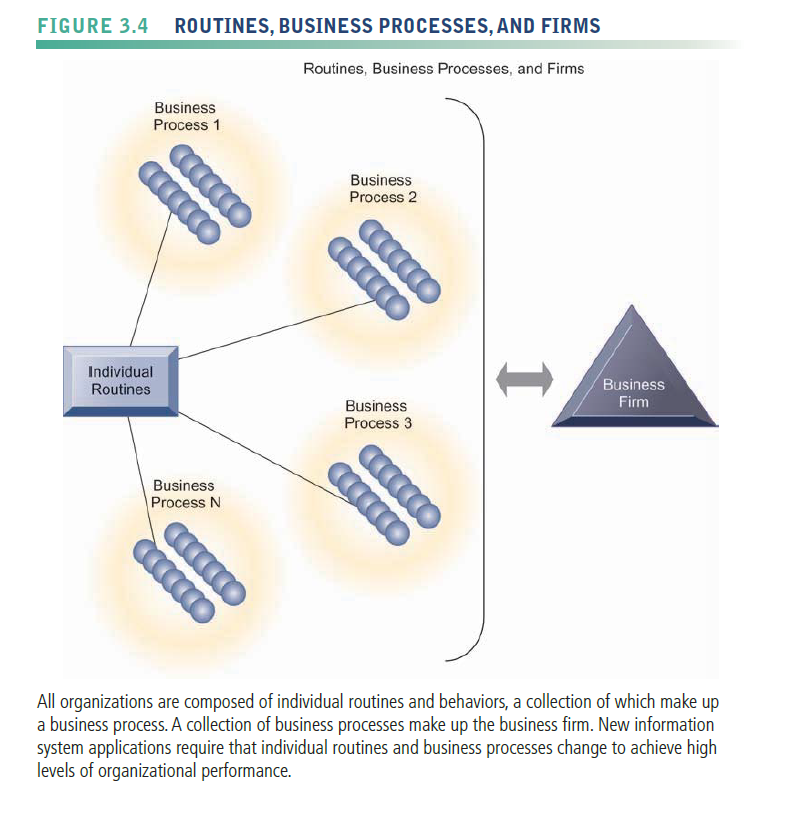 FIGURE 3.4 ROUTINES, BUSINESS PROCESSES, AND FIRMS
Routines, Business Processes, and Firms
Business
Process 1
Business
Process 2
Individual
Routines
Business
Firm
Business
Process 3
Business
Process N
All organizations are composed of individual routines and behaviors, a collection of which make up
a business process. A collection of business processes make up the business firm. New information
system applications require that individual routines and business processes change to achieve high
levels of organizational performance.